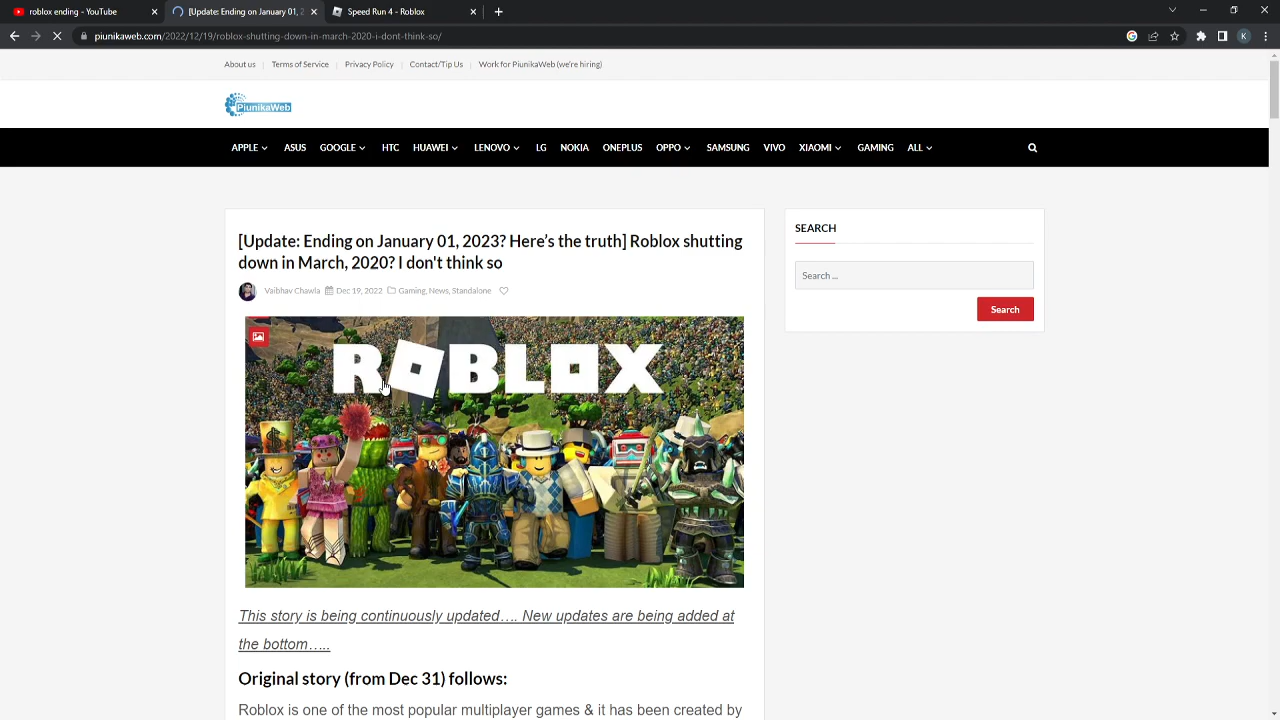 roblox ending - YouTube
[Update: Ending on January 01, 2
Speed Run 4 - Roblox
piunikaweb.com/2022/12/19/roblox-shutting-down-in-march-2020-i-dont-think-so/
K
About us | Terms of Service | Privacy Policy | Contact/Tip Us | Work for PiunikaWeb (we're hiring)
PiunikaWeb
APPLE ASUS GOOGLE HTC HUAWEI LENOVO LG NOKIA ONEPLUS OPPO SAMSUNG VIVO XIAOMI GAMING ALL
[Update: Ending on January 01, 2023? Here’s the truth] Roblox shutting
down in March, 2020? I don't think so
Vaibhav Chawla Dec 19, 2022 Gaming, News, Standalone
ROBLOX
This story is being continuously updated…. New updates are being added at
the bottom…..
Original story (from Dec 31) follows:
Roblox is one of the most popular multiplayer games & it has been created by
SEARCH
Search ...
Search